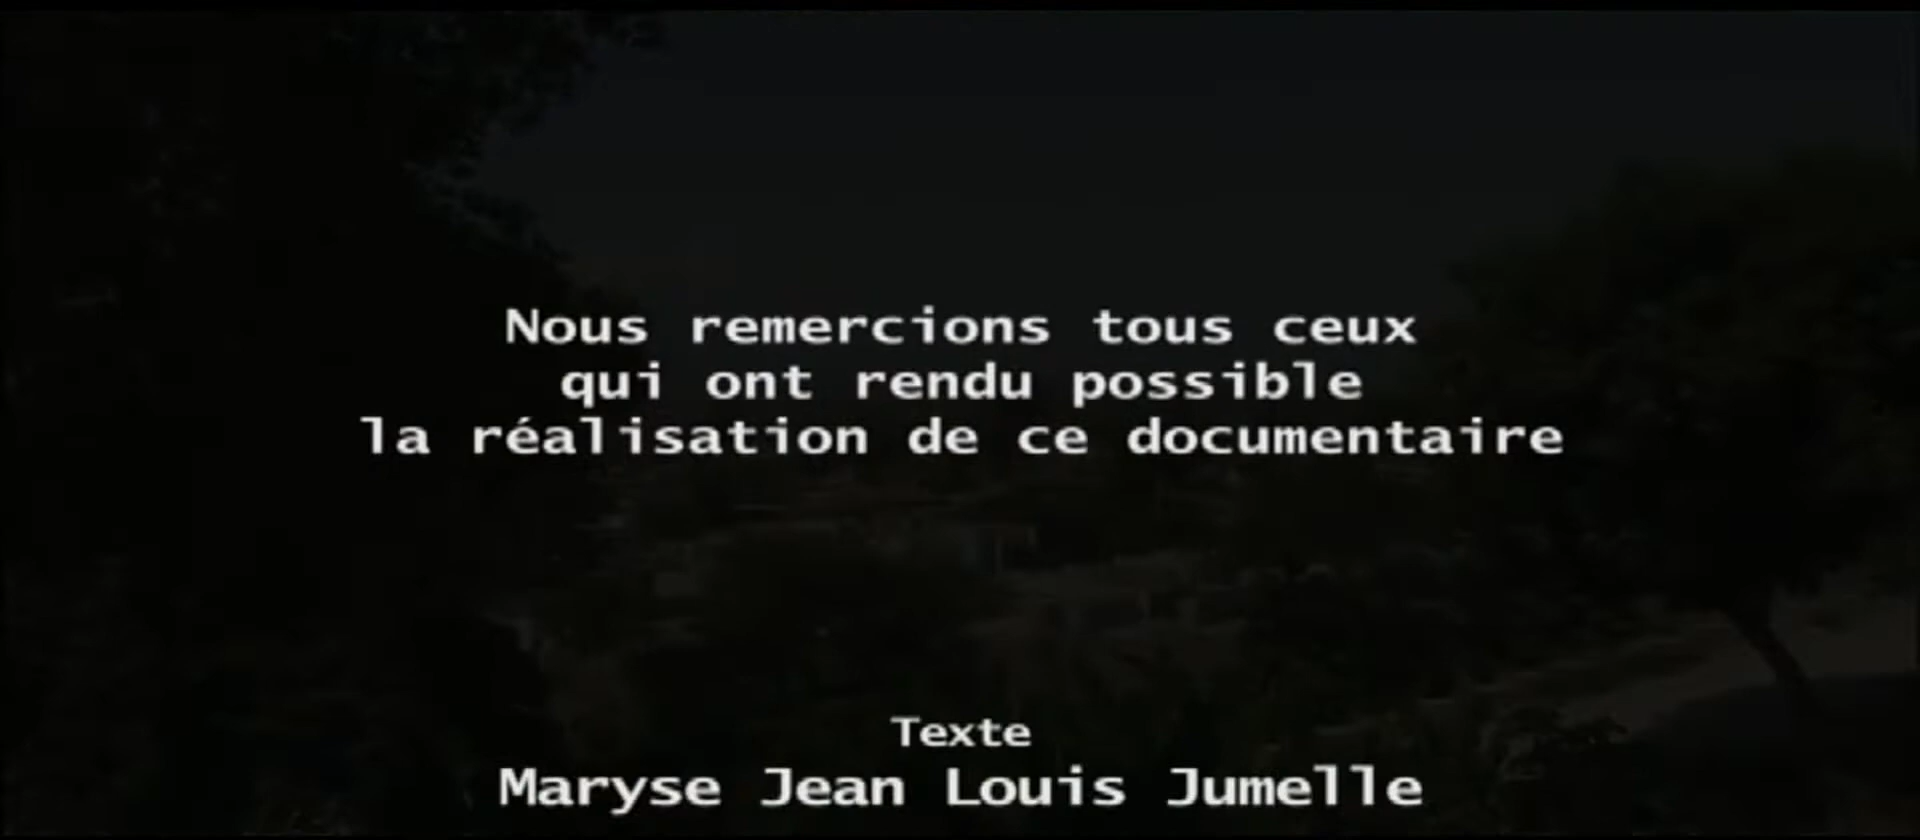 Nous remercions tous ceux
qui ont rendu possible
la réalisation de ce documentaire
Texte
Maryse Jean Louis Jumelle